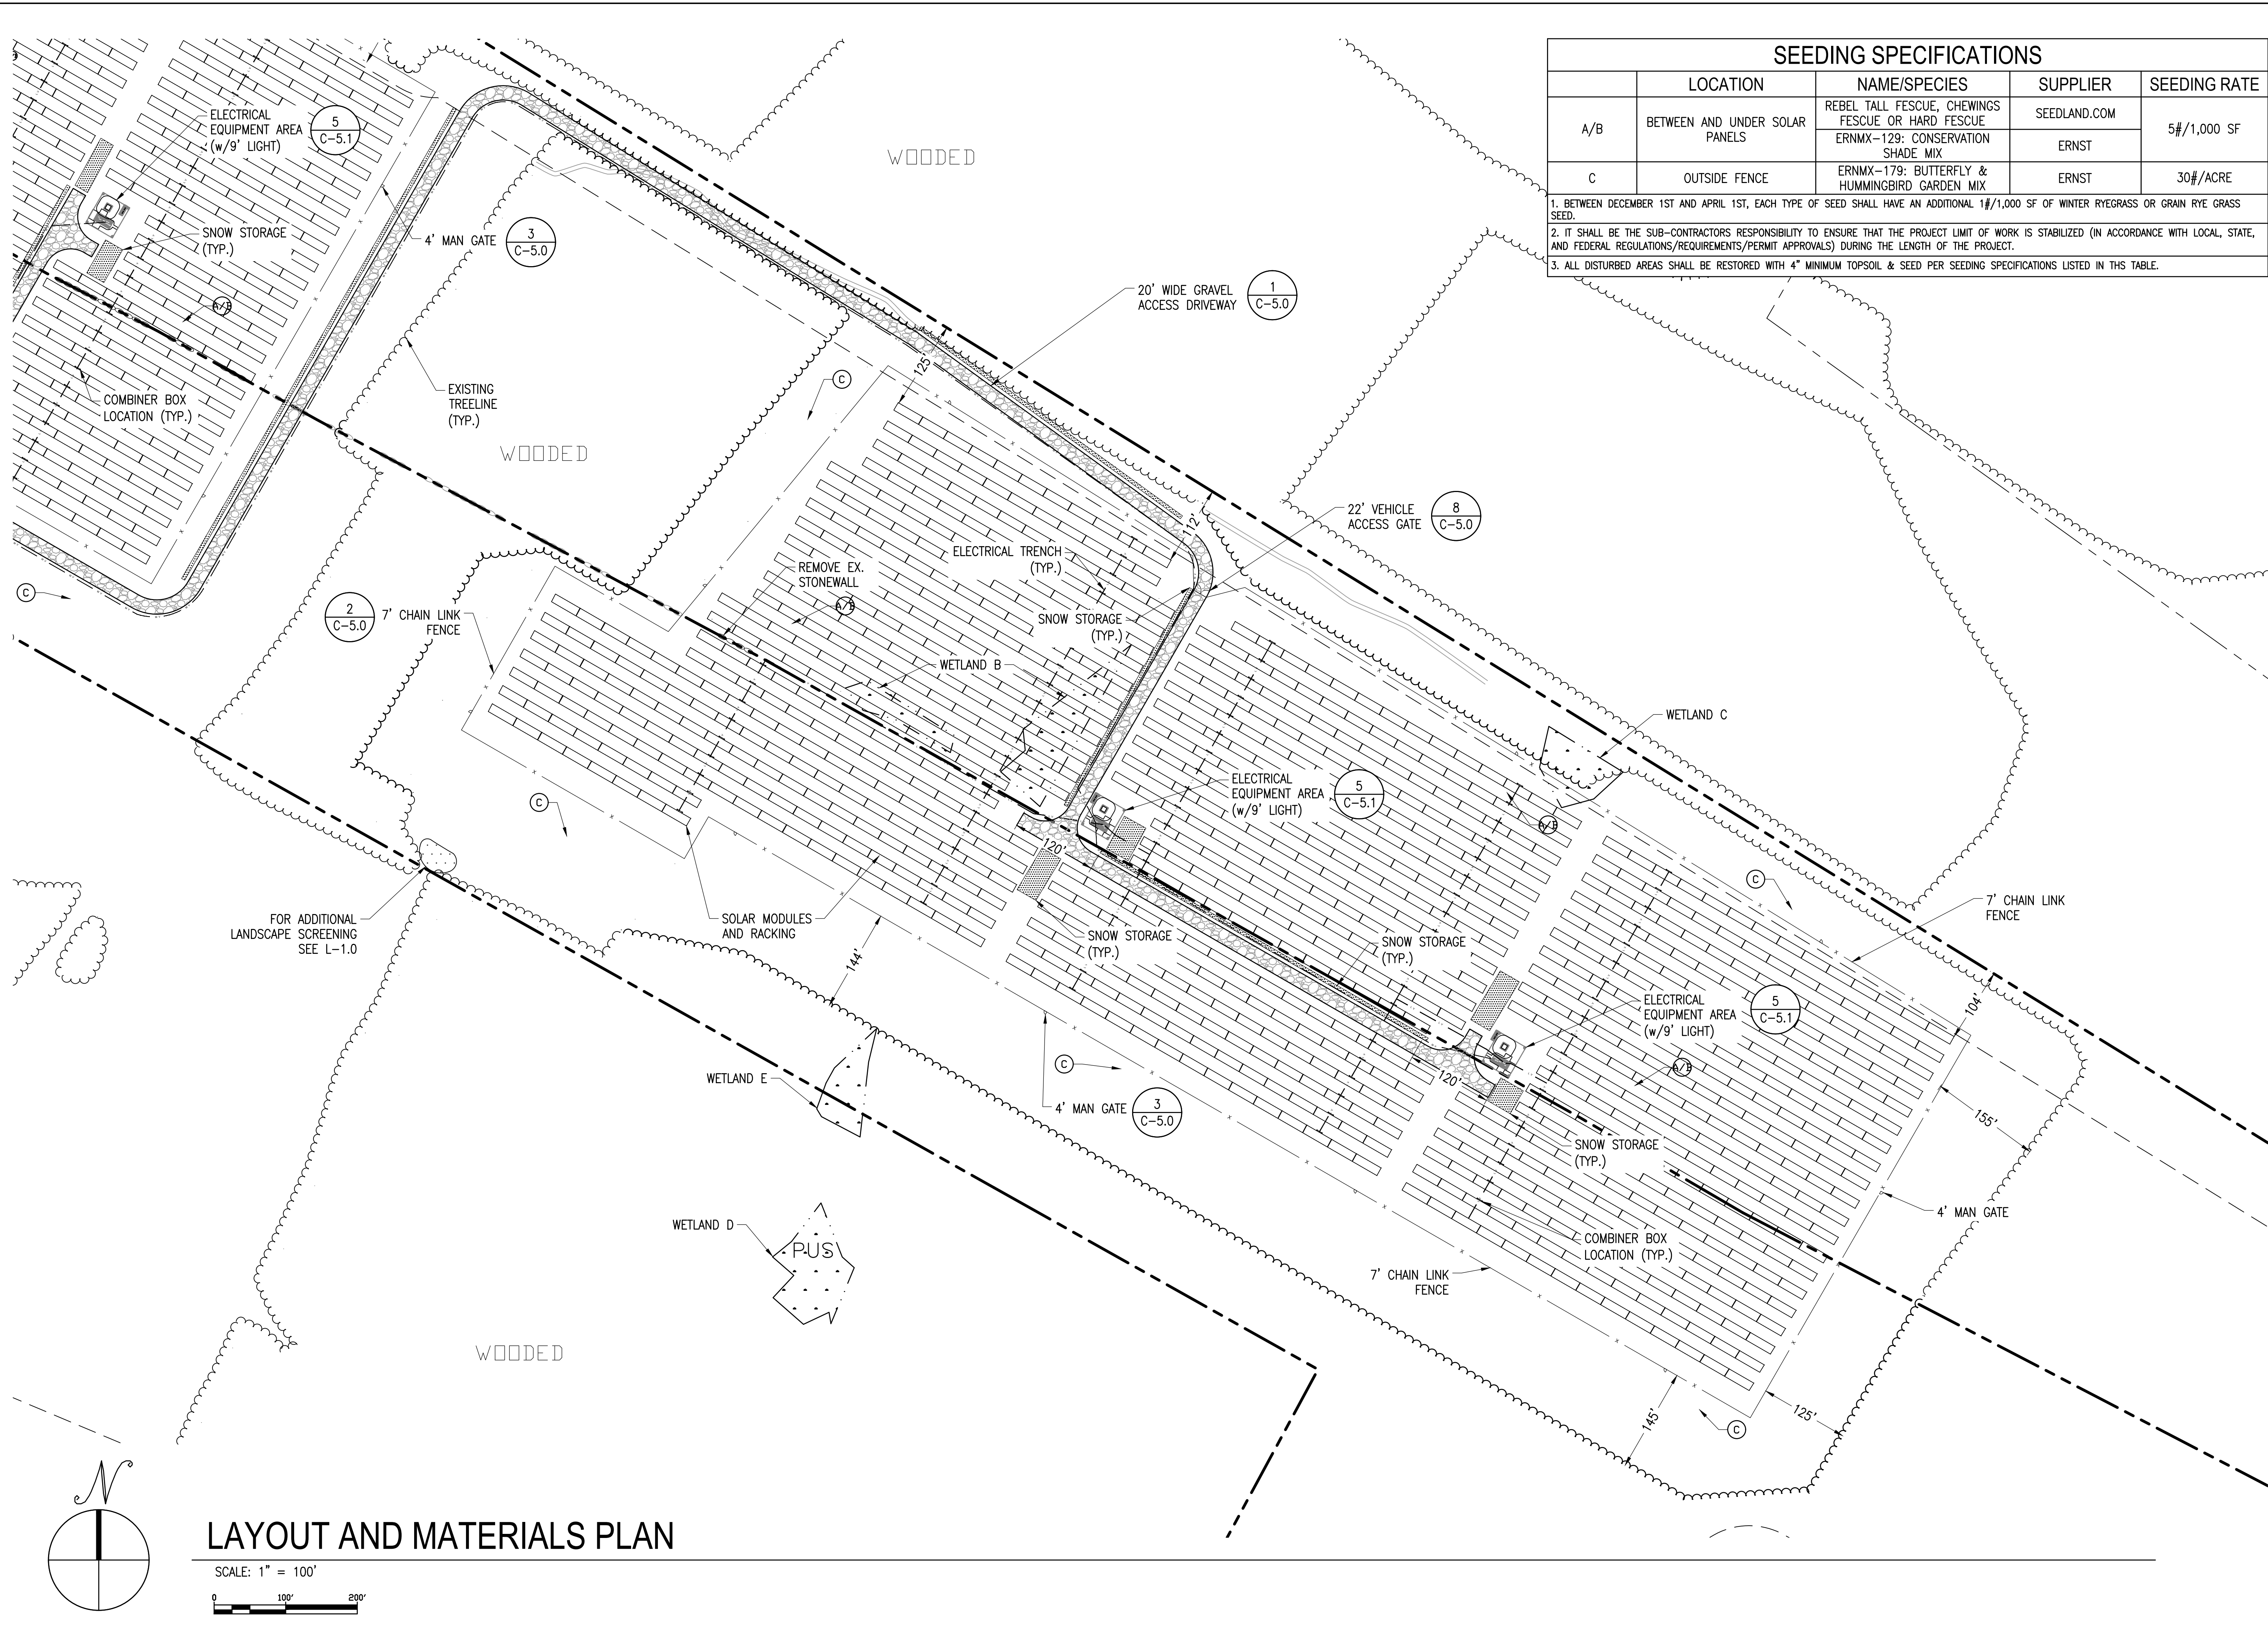 SEEDING SPECIFICATIONS
LOCATION NAME/SPECIES SUPPLIER SEEDING RATE
A/B
BETWEEN AND UNDER SOLAR
PANELS
REBEL TALL FESCUE, CHEWINGS
FESCUE OR HARD FESCUE
SEEDLAND.COM
ERNMX-129: CONSERVATION
SHADE MIX
ERNST
5#/1,000 SF
C
OUTSIDE FENCE
ERNMX-179: BUTTERFLY &
HUMMINGBIRD GARDEN MIX
ERNST
30#/ACRE
1. BETWEEN DECEMBER 1ST AND APRIL 1ST, EACH TYPE OF SEED SHALL HAVE AN ADDITIONAL 1#/1,000 SF OF WINTER RYEGRASS OR GRAIN RYE GRASS
SEED.
2. IT SHALL BE THE SUB-CONTRACTORS RESPONSIBILITY TO ENSURE THAT THE PROJECT LIMIT OF WORK IS STABILIZED (IN ACCORDANCE WITH LOCAL, STATE,
AND FEDERAL REGULATIONS/REQUIREMENTS/PERMIT APPROVALS) DURING THE LENGTH OF THE PROJECT.
3. ALL DISTURBED AREAS SHALL BE RESTORED WITH 4" MINIMUM TOPSOIL & SEED PER SEEDING SPECIFICATIONS LISTED IN THS TABLE.
ELECTRICAL
EQUIPMENT AREA
(w/9' LIGHT)
5
C-5.1
WOODED
SNOW STORAGE
(TYP.)
4' MAN GATE
3
C-5.0
20' WIDE GRAVEL
ACCESS DRIVEWAY
1
C-5.0
A/B
125'
C
COMBINER BOX
LOCATION (TYP.)
EXISTING
TREELINE
(TYP.)
WOODED
22' VEHICLE
ACCESS GATE
8
C-5.0
112'
ELECTRICAL TRENCH
(TYP.)
REMOVE EX.
STONEWALL
A/B
C
2
C-5.0
7' CHAIN LINK
FENCE
SNOW STORAGE
(TYP.)
WETLAND B
WETLAND C
ELECTRICAL
EQUIPMENT AREA
(w/9' LIGHT)
5
C-5.1
C
A/B
120'
C
7' CHAIN LINK
FENCE
FOR ADDITIONAL
LANDSCAPE SCREENING
SEE L-1.0
SOLAR MODULES
AND RACKING
SNOW STORAGE
(TYP.)
SNOW STORAGE
(TYP.)
144'
ELECTRICAL
EQUIPMENT AREA
(w/9' LIGHT)
5
C-5.1
104'
C
WETLAND E
120'
A/B
4' MAN GATE
3
C-5.0
155'
SNOW STORAGE
(TYP.)
4' MAN GATE
WETLAND D
PUS
COMBINER BOX
LOCATION (TYP.)
7' CHAIN LINK
FENCE
WOODED
145'
125'
C
N
LAYOUT AND MATERIALS PLAN
SCALE: 1" = 100'
0 100' 200'